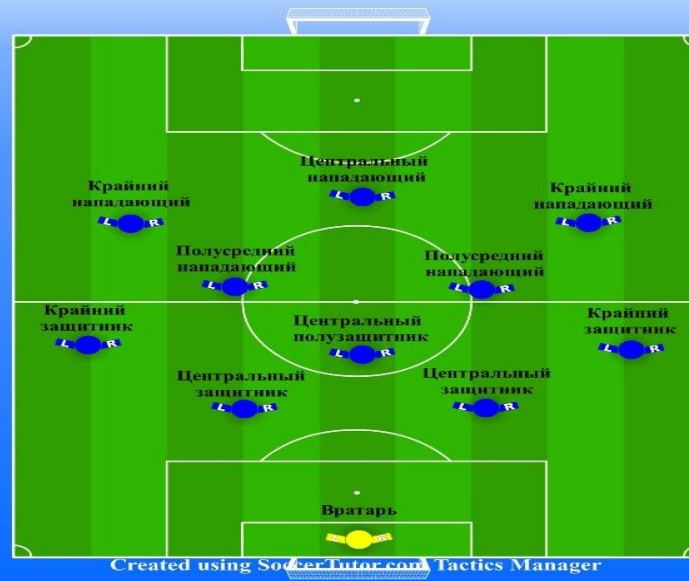 Центральный
нападающий
Крайний
нападающий
Крайний
нападающий
Полусредний
нападающий
Полусредний
нападающий
Крайний
защитник
Центральный
полузащитник
Крайний
защитник
Центральный
защитник
Центральный
защитник
Вратарь
L R
L R
L R
L R
L R
L R
L R
L R
L R
L R
Created using SoccerTutor.com Tactics Manager